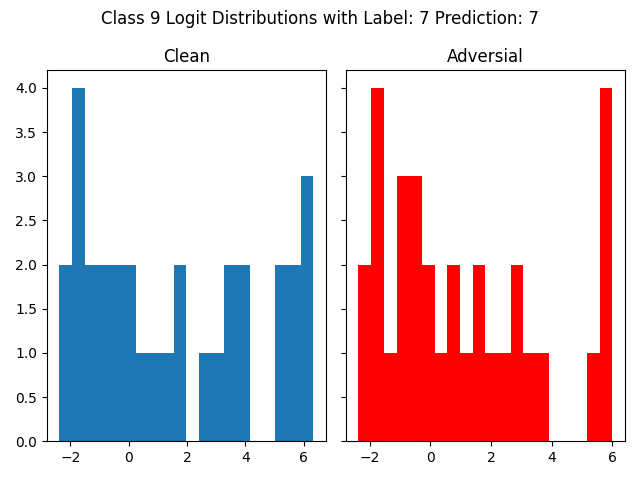 Class 9 Logit Distributions with Label: 7 Prediction: 7
Clean
Adversial
4.0
3.5
3.0
2.5
2.0
1.5
1.0
0.5
0.0
−2 0 2 4 6
−2 0 2 4 6